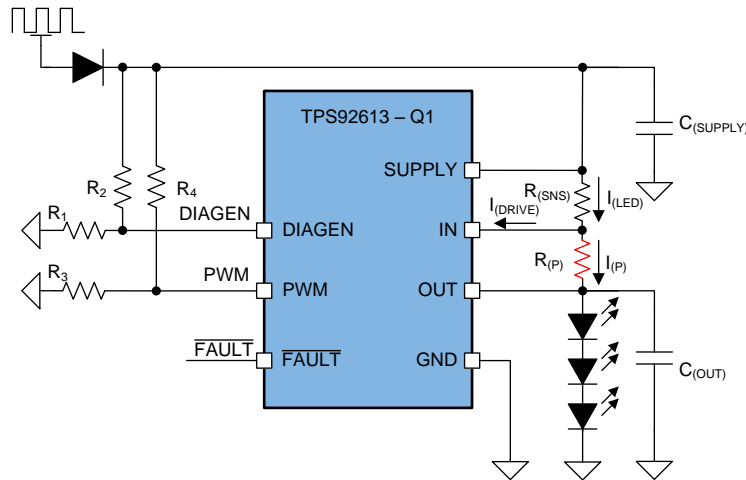 TPS92613 – Q1
C(SUPPLY)
SUPPLY
R2
R4
R(SNS)
I(LED)
I(DRIVE)
R1
DIAGEN
DIAGEN
IN
R(P)
I(P)
R3
PWM
PWM
OUT
FAULT
FAULT
GND
C(OUT)